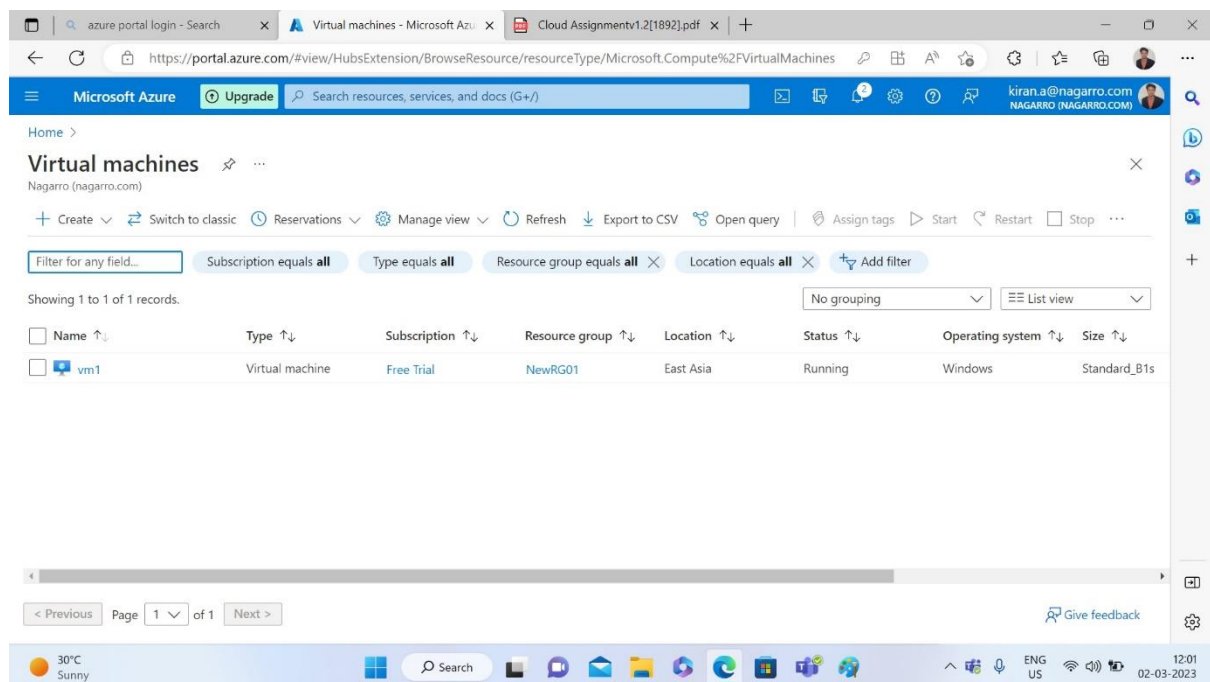 azure portal login - Search
Virtual machines - Microsoft Azu
Cloud Assignmentv1.2[1892].pdf
https://portal.azure.com/#view/HubsExtension/BrowseResource/resourceType/Microsoft.Compute%2FVirtualMachines
Microsoft Azure Upgrade Search resources, services, and docs (G+/) 2 kiran.a@nagarro.com
NAGARRO (NAGARRO.COM)
Home >
Virtual machines
Nagarro (nagarro.com)
Create Switch to classic Reservations Manage view Refresh Export to CSV Open query Assign tags Start Restart Stop
Filter for any field... Subscription equals all Type equals all Resource group equals all Location equals all Add filter
Showing 1 to 1 of 1 records. No grouping List view
Name Type Subscription Resource group Location Status Operating system Size
vm1 Virtual machine Free Trial NewRG01 East Asia Running Windows Standard_B1s
< Previous Page 1 of 1 Next > Give feedback
30°C
Sunny
Search
ENG
US
12:01
02-03-2023